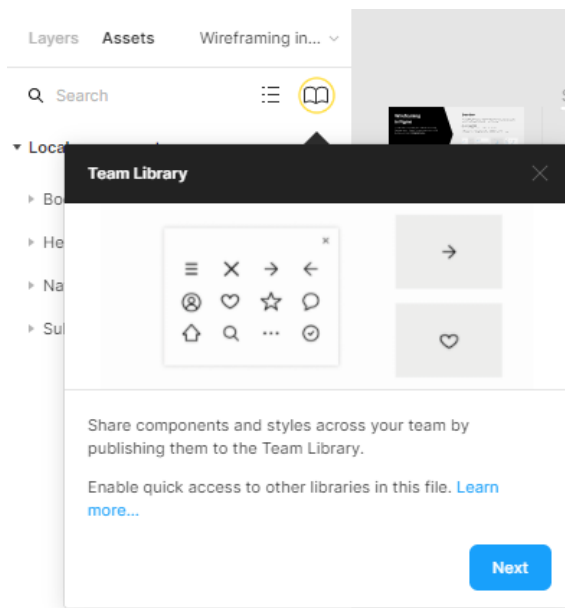 Layers Assets Wireframing in...
Search
Team Library
Share components and styles across your team by
publishing them to the Team Library.
Enable quick access to other libraries in this file. Learn
more...
Next